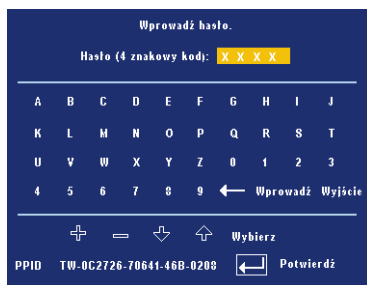 Wprowadź hasło.
Hasło (4 znakowy kod): X X X X
A B C D E F G H I J
K L M N O P Q R S T
U V W X Y Z 0 1 2 3
4 5 6 7 8 9 ← Wprowadź Wyjście
Wybierz
PPID TW-0C2726-70641-46B-0208 Potwierdź